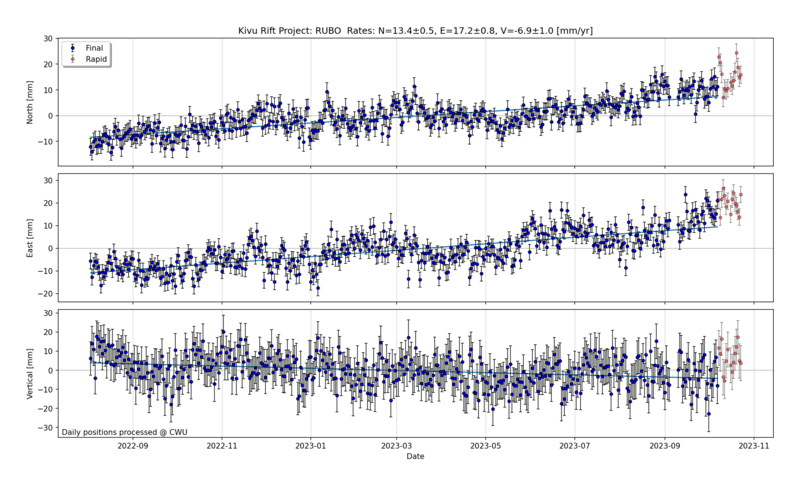 Kivu Rift Project: RUBO  Rates: N=13.4±0.5, E=17.2±0.8, V=-6.9±1.0 [mm/yr]
Final
Rapid
North [mm]
30
20
10
0
−10
East [mm]
30
20
10
0
−10
−20
Vertical [mm]
30
20
10
0
−10
−20
−30
Daily positions processed @ CWU
2022-09 2022-11 2023-01 2023-03 2023-05 2023-07 2023-09 2023-11
Date